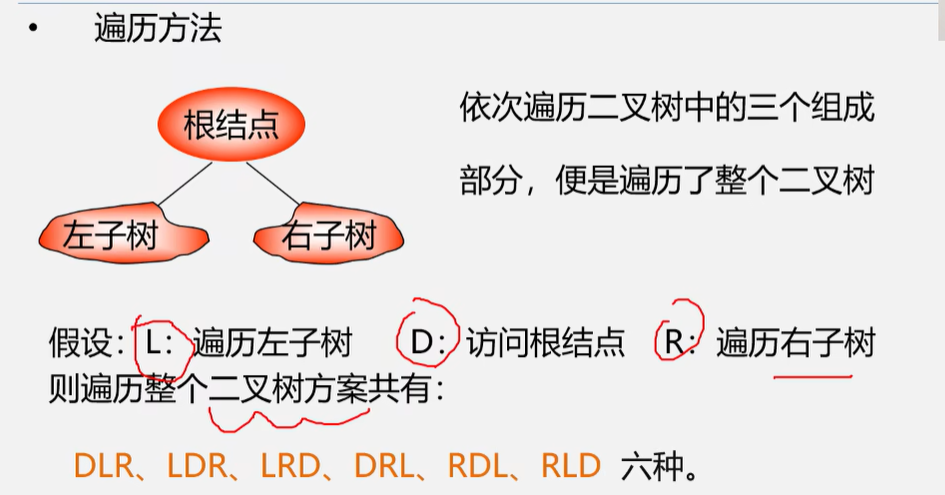 • 遍历方法
根结点
左子树
右子树
依次遍历二叉树中的三个组成
部分，便是遍历了整个二叉树
假设：L：遍历左子树 D：访问根结点 R：遍历右子树
则遍历整个二叉树方案共有：
DLR、LDR、LRD、DRL、RDL、RLD 六种。